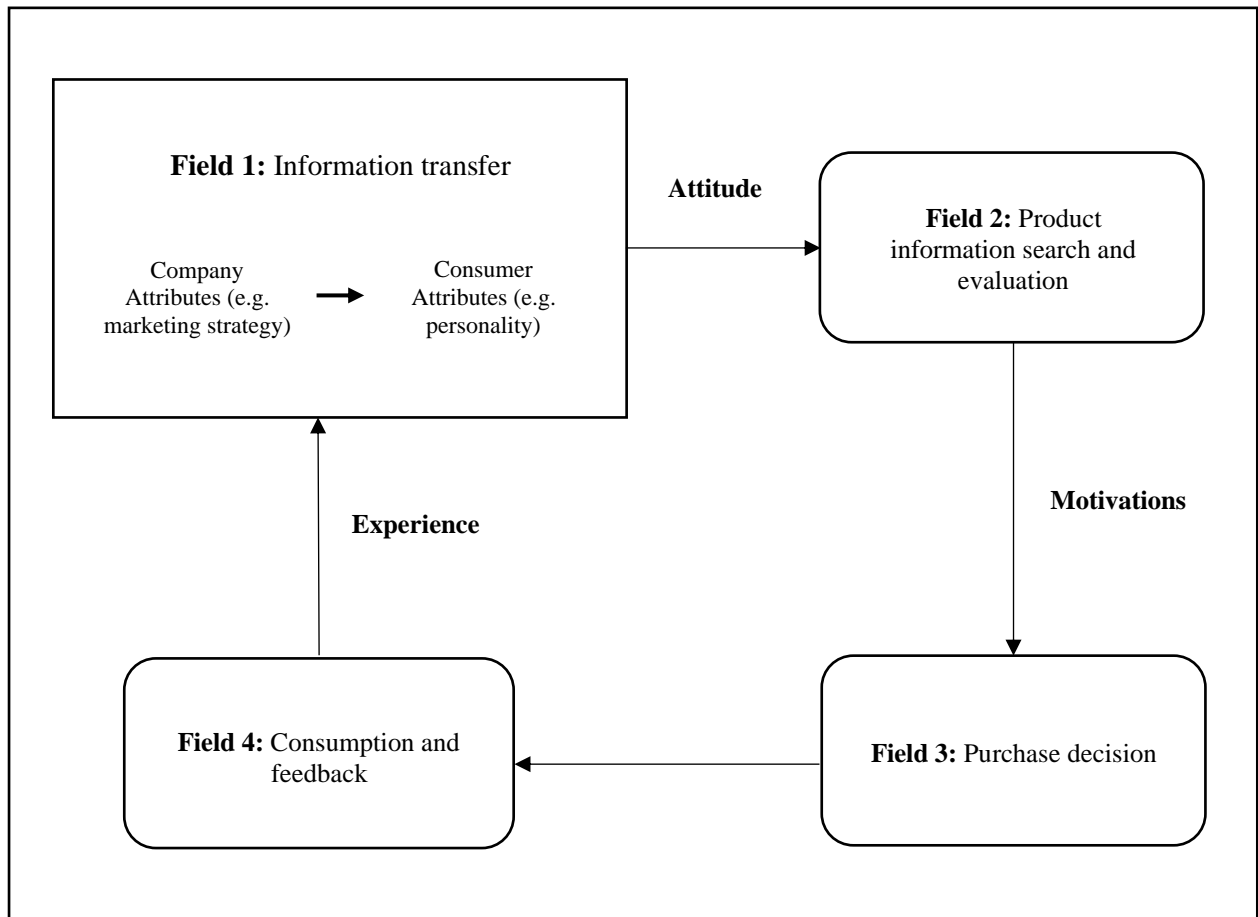 Field 1: Information transfer
Company
Attributes (e.g.
marketing strategy)
Consumer
Attributes (e.g.
personality)
Attitude
Field 2: Product
information search and
evaluation
Motivations
Experience
Field 4: Consumption and
feedback
Field 3: Purchase decision